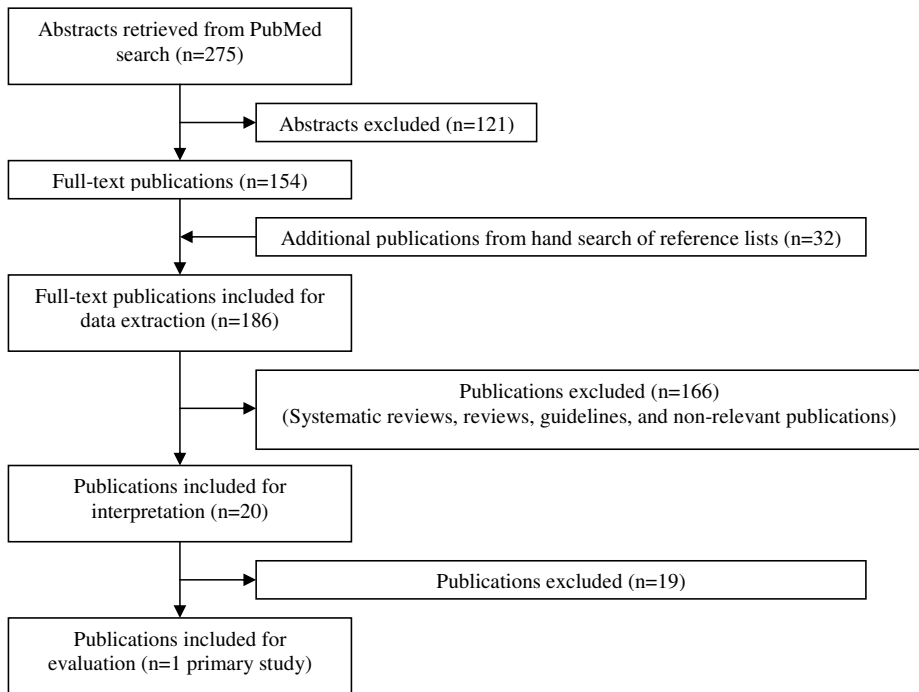 Abstracts retrieved from PubMed
search (n=275)
Abstracts excluded (n=121)
Full-text publications (n=154)
Additional publications from hand search of reference lists (n=32)
Full-text publications included for
data extraction (n=186)
Publications excluded (n=166)
(Systematic reviews, reviews, guidelines, and non-relevant publications)
Publications included for
interpretation (n=20)
Publications excluded (n=19)
Publications included for
evaluation (n=1 primary study)